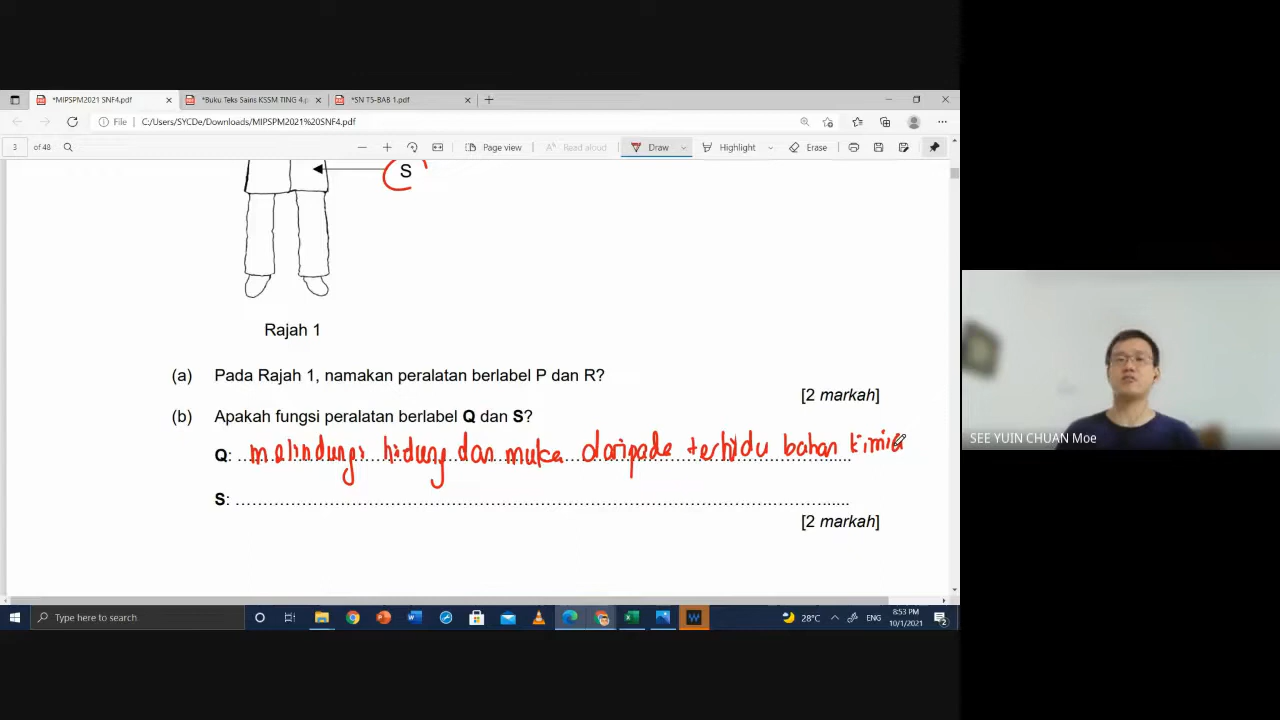 *MIPSPM2021 SNF4.pdf
*Buku Teks Sains KSSM TING 4.p
*SN T5-BAB 1.pdf
File
C:/Users/SYCDe/Downloads/MIPSPM2021%20SNF4.pdf
3 of 48
Page view
Read aloud
Draw
Highlight
Erase
S
Rajah 1
(a) Pada Rajah 1, namakan peralatan berlabel P dan R?
[2 markah]
(b) Apakah fungsi peralatan berlabel Q dan S?
Q: melindungi hidung dan muka daripada terhidu bahan kimia
S: ........................................................................
[2 markah]
SEE YUIN CHUAN Moe
Type here to search
28°C
ENG
8:53 PM
10/1/2021
2